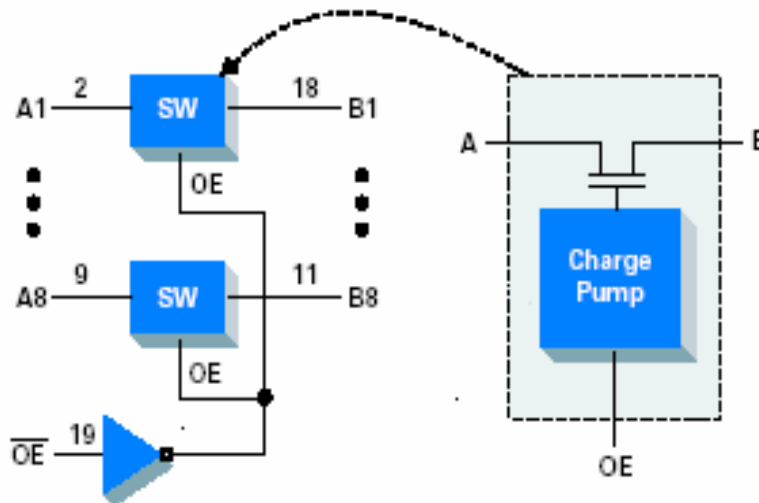 A1 2 SW 18 B1
OE
A8 9 SW 11 B8
OE
OE 19
A
Charge
Pump
OE